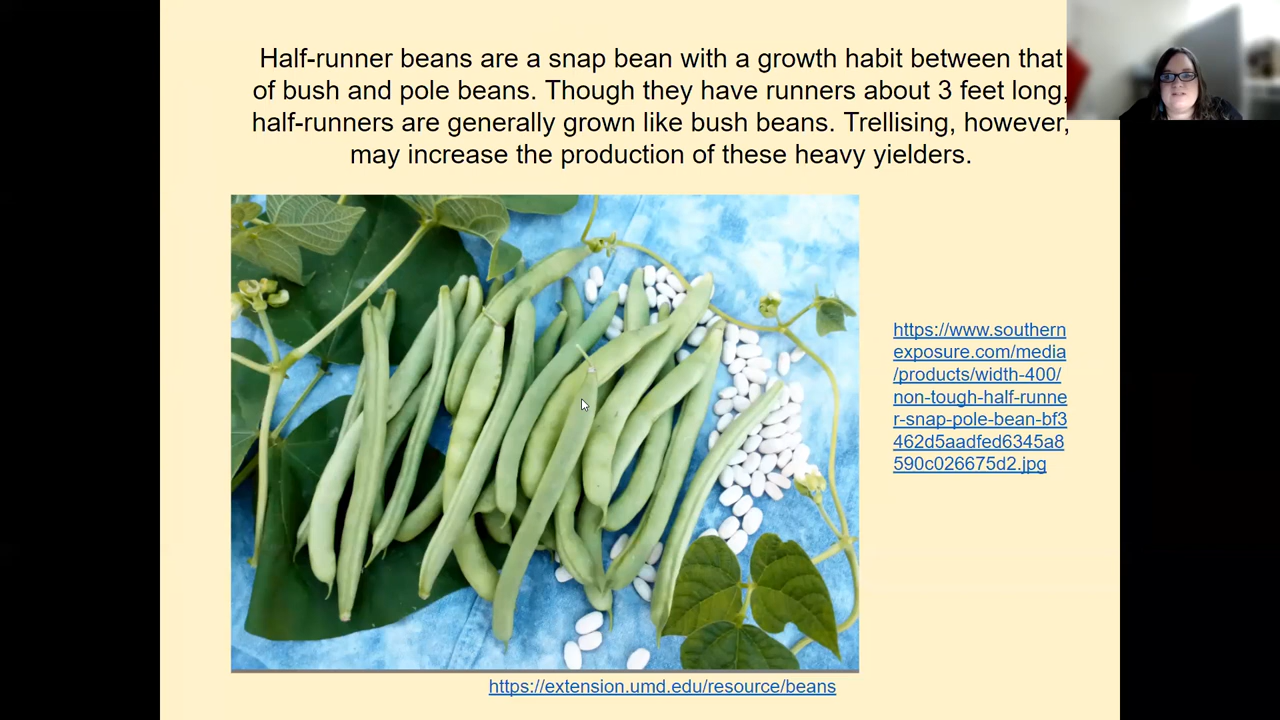 Half-runner beans are a snap bean with a growth habit between that
of bush and pole beans. Though they have runners about 3 feet long,
half-runners are generally grown like bush beans. Trellising, however,
may increase the production of these heavy yielders.
https://www.southern
exposure.com/media
/products/width-400/
non-tough-half-runne
r-snap-pole-bean-bf3
462d5aadfed6345a8
590c026675d2.jpg
https://extension.umd.edu/resource/beans